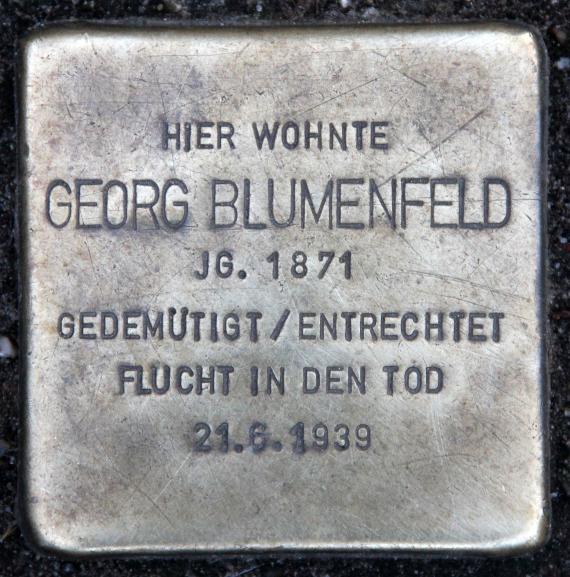 HIER WOHNTE
GEORG BLUMENFELD
JG. 1871
GEDEMÜTIGT / ENTRECHTET
FLUCHT IN DEN TOD
21.6.1939